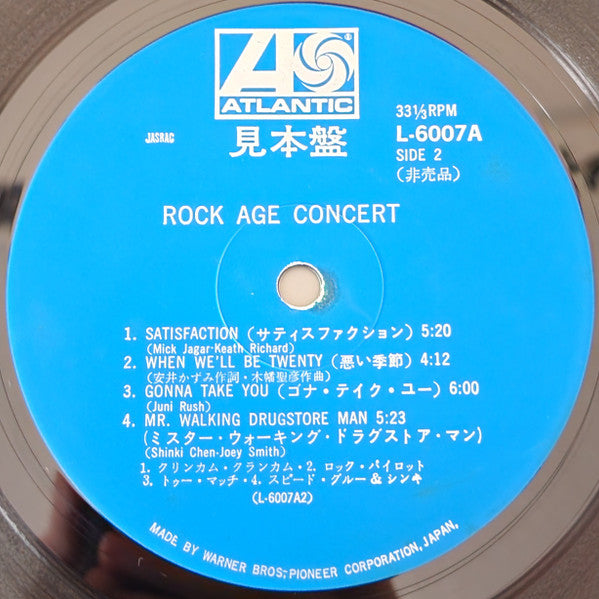 ATLANTIC
JASRAC
見本盤
33⅓RPM
L-6007A
SIDE 2
(非売品)
ROCK AGE CONCERT
1. SATISFACTION (サティスファクション) 5:20
(Mick Jagar-Keath Richard)
2. WHEN WE'LL BE TWENTY (悪い季節) 4:12
(安井かずみ作詞・木幡聖彦作曲)
3. GONNA TAKE YOU (ゴナ・テイク・ユー) 6:00
(Juni Rush)
4. MR. WALKING DRUGSTORE MAN 5:23
(ミスター・ウォーキング・ドラグストア・マン)
(Shinki Chen-Joey Smith)
1. クリンカム・クランカム・2. ロック・パイロット
3. トゥー・マッチ・4. スピード・グルー&シンキ
(L-6007A2)
MADE BY WARNER BROS;PIONEER CORPORATION, JAPAN,